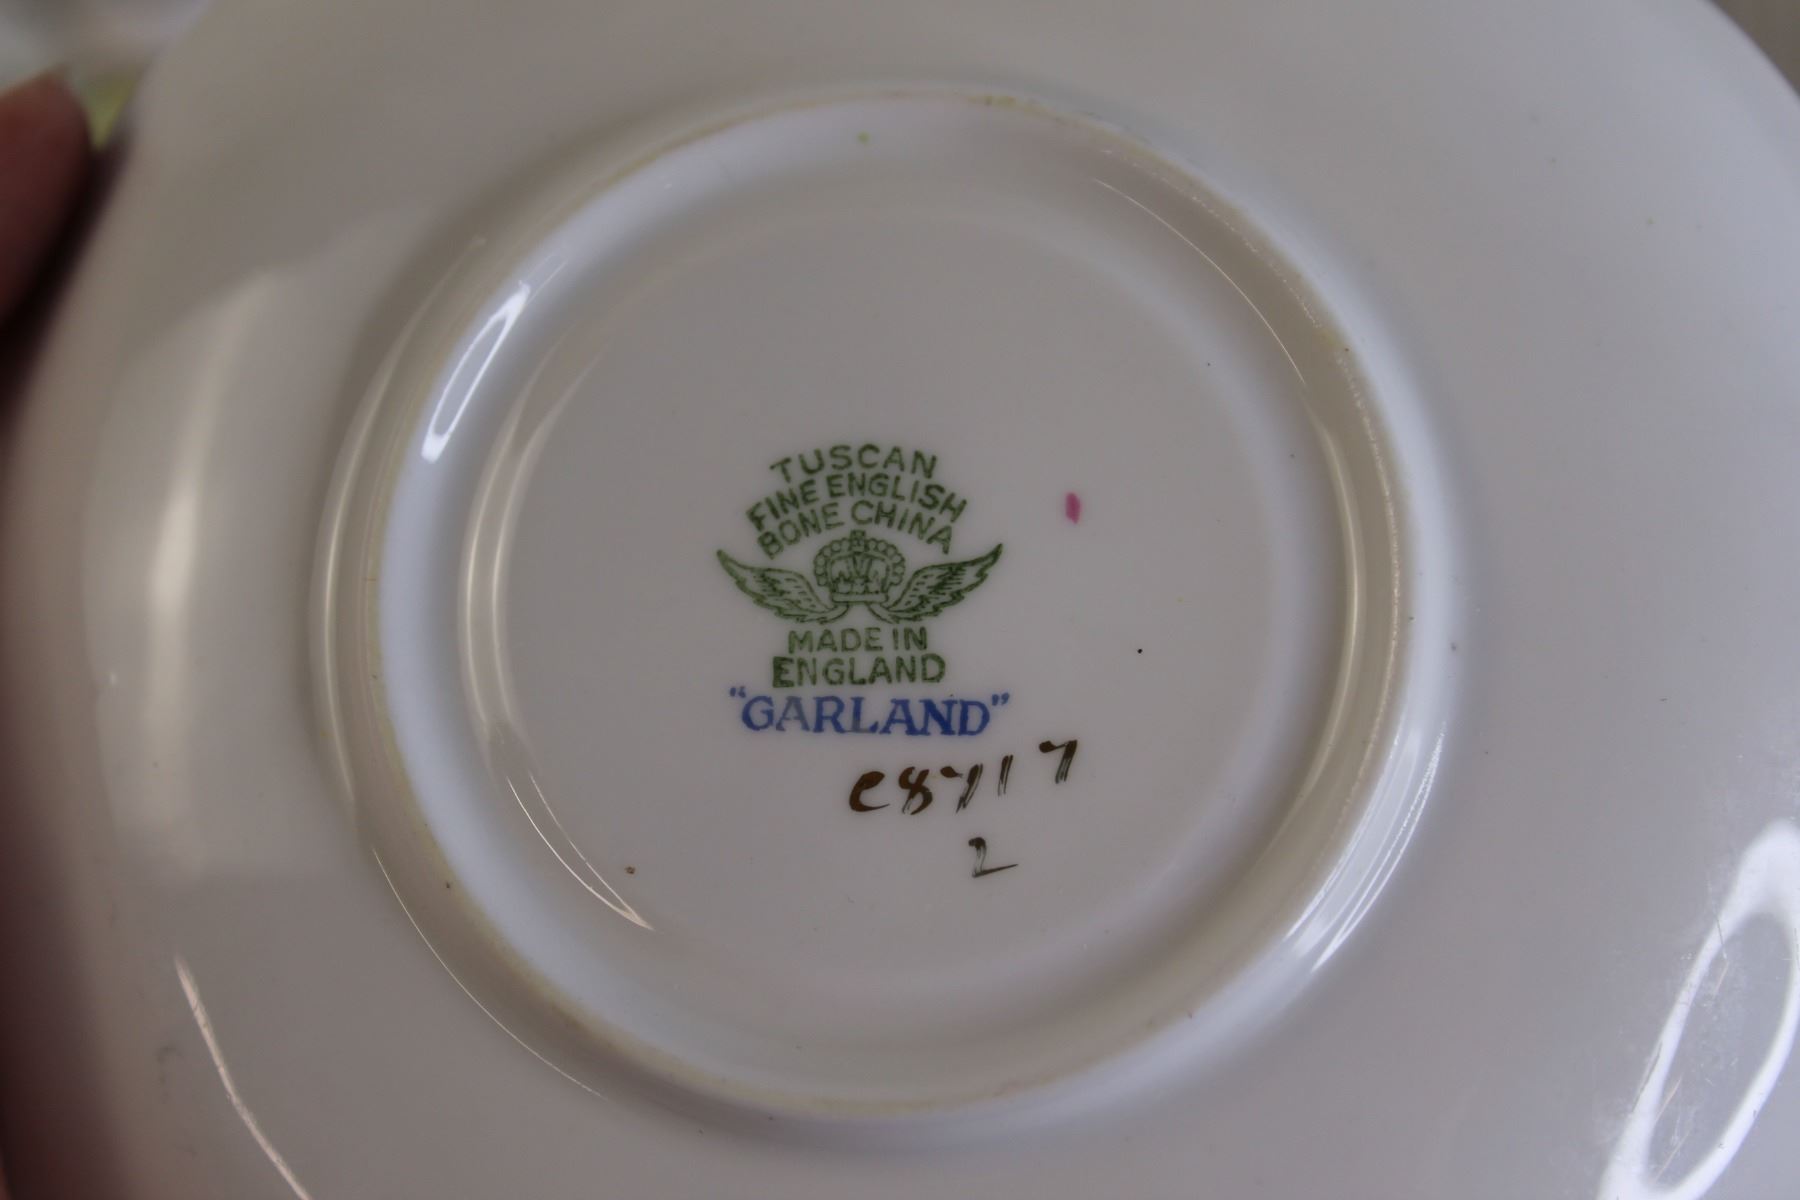 TUSCAN
FINE ENGLISH
BONE CHINA
MADE IN
ENGLAND
"GARLAND"
C8717
2